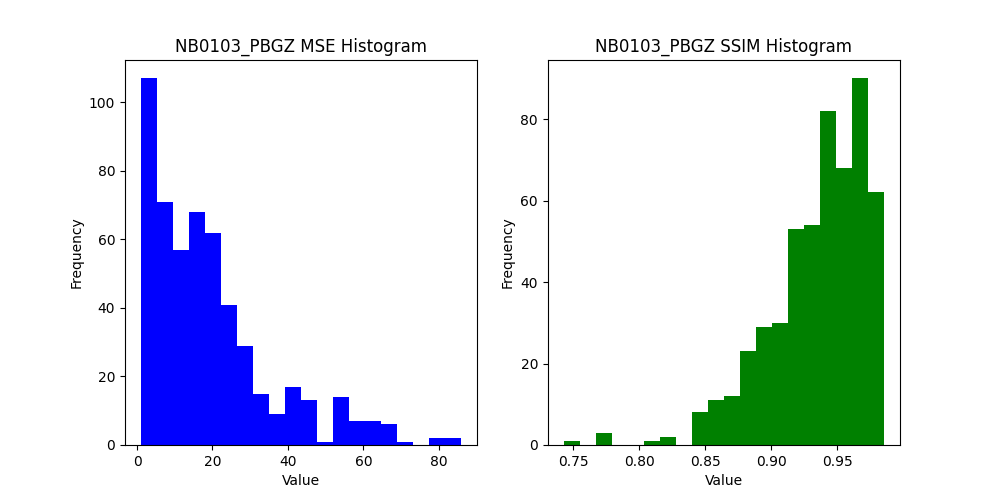 NB0103_PBGZ MSE Histogram
Frequency
100
80
60
40
20
0
0 20 40 60 80
Value
NB0103_PBGZ SSIM Histogram
Frequency
80
60
40
20
0
0.75 0.80 0.85 0.90 0.95
Value